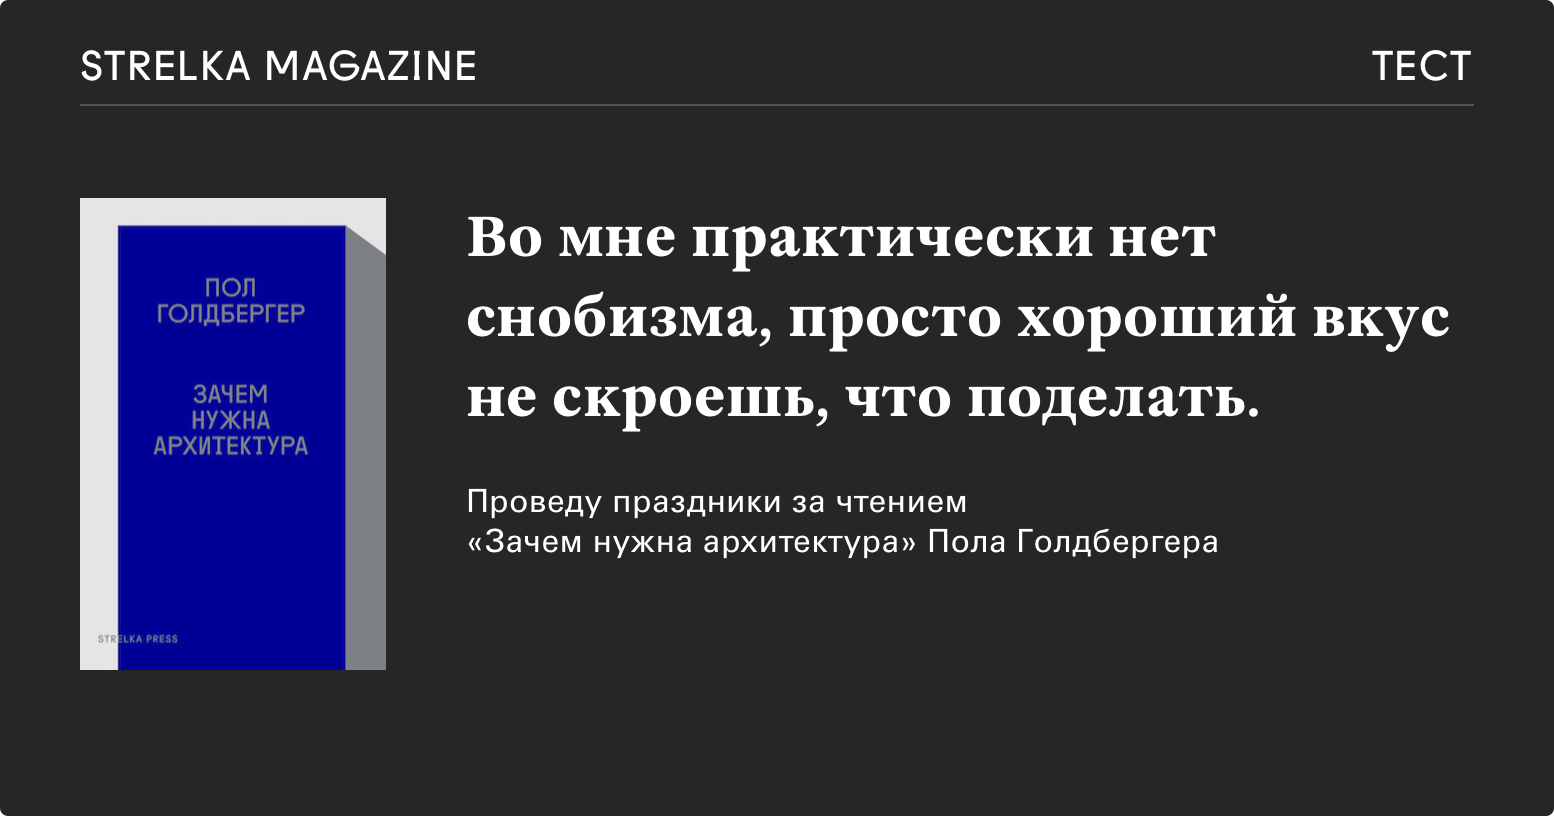 STRELKA MAGAZINE
ТЕСТ
ПОЛ
ГОЛДБЕРГЕР
ЗАЧЕМ
НУЖНА
АРХИТЕКТУРА
STRELKA PRESS
Во мне практически нет
снобизма, просто хороший вкус
не скроешь, что поделать.
Проведу праздники за чтением
«Зачем нужна архитектура» Пола Голдбергера